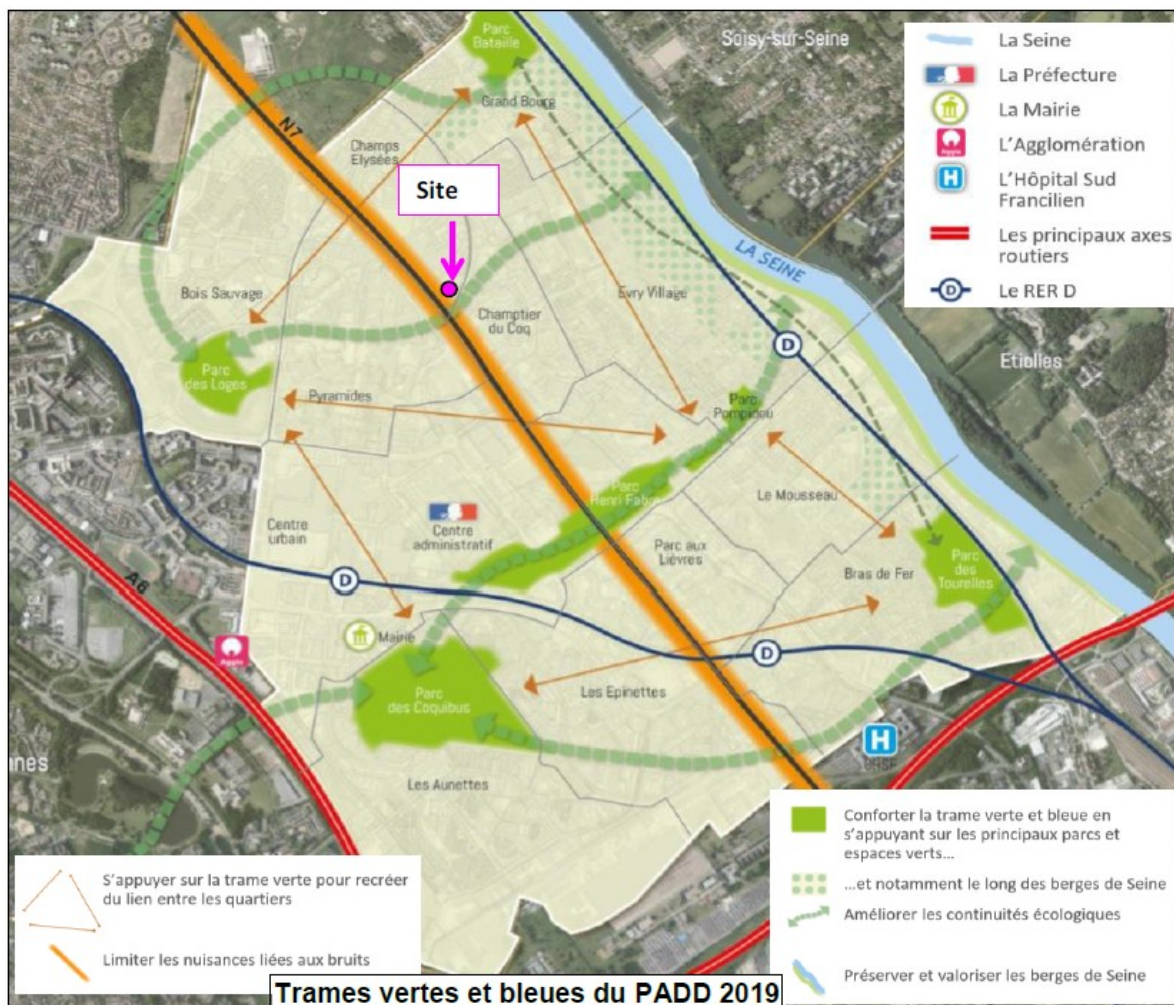 Soisy-sur-Seine
Parc
Bataille
Grand Bourg
N7
Champs
Elysées
Site
LA SEINE
Bois Sauvage
Evry Village
Champtier
du Coq
D
Etiolles
Parc
des Loges
Pyramides
Parc
Pompidou
Parc
Henri Fabre
Le Mousseau
Centre
urbain
Centre
administratif
Parc aux
Lièvres
Bras de Fer
Parc
des
Tourelles
A6
D
Mairie
Agglo
D
Parc
des Coquibus
Les Epinettes
H
Les Aunettes
La Seine
La Préfecture
La Mairie
Agglo
L'Agglomération
H
L'Hôpital Sud
Francilien
Les principaux axes
routiers
D
Le RER D
S'appuyer sur la trame verte pour recréer
du lien entre les quartiers
Limiter les nuisances liées aux bruits
Conforter la trame verte et bleue en
s'appuyant sur les principaux parcs et
espaces verts...
...et notamment le long des berges de Seine
Améliorer les continuités écologiques
Préserver et valoriser les berges de Seine
Trames vertes et bleues du PADD 2019